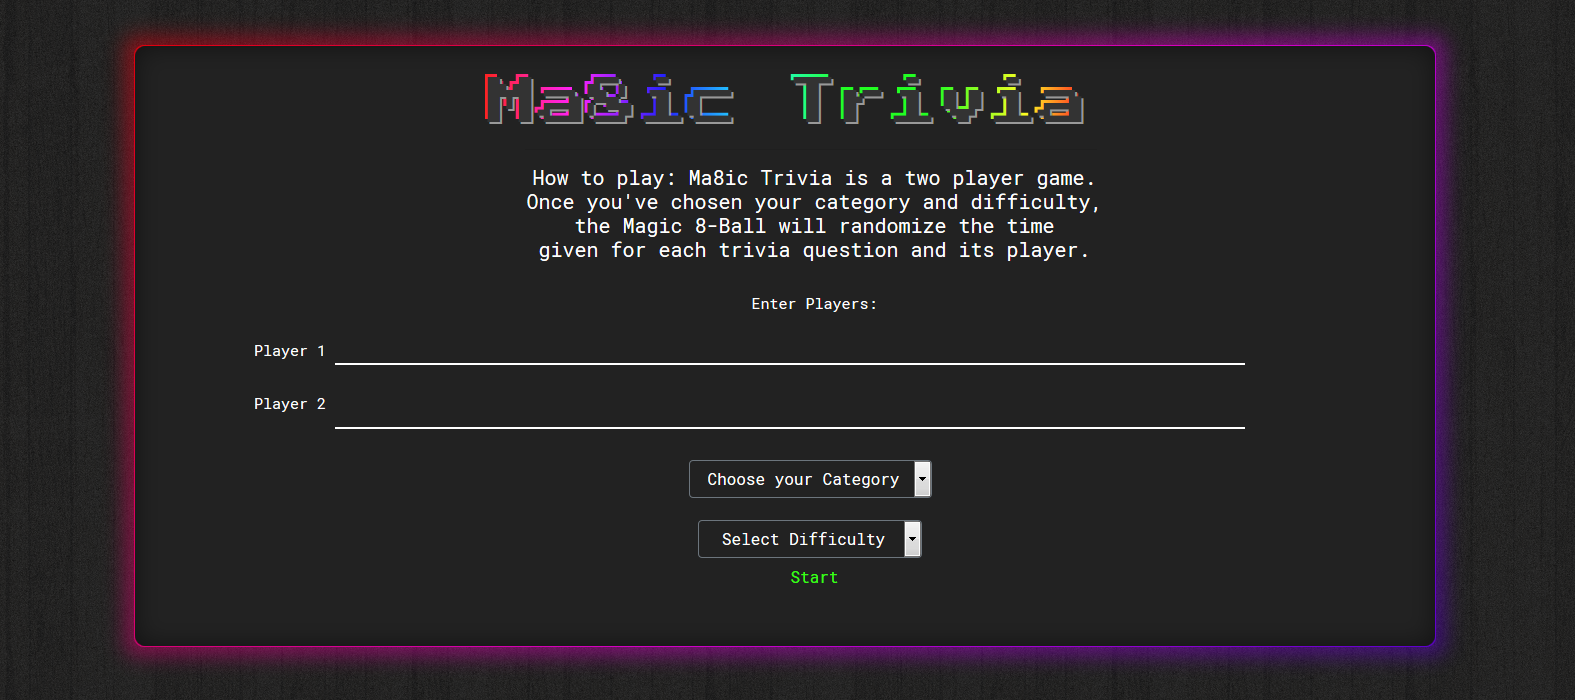 Ma8ic Trivia
How to play: Ma8ic Trivia is a two player game.
Once you've chosen your category and difficulty,
the Magic 8-Ball will randomize the time
given for each trivia question and its player.
Enter Players:
Player 1
Player 2
Choose your Category
Select Difficulty
Start